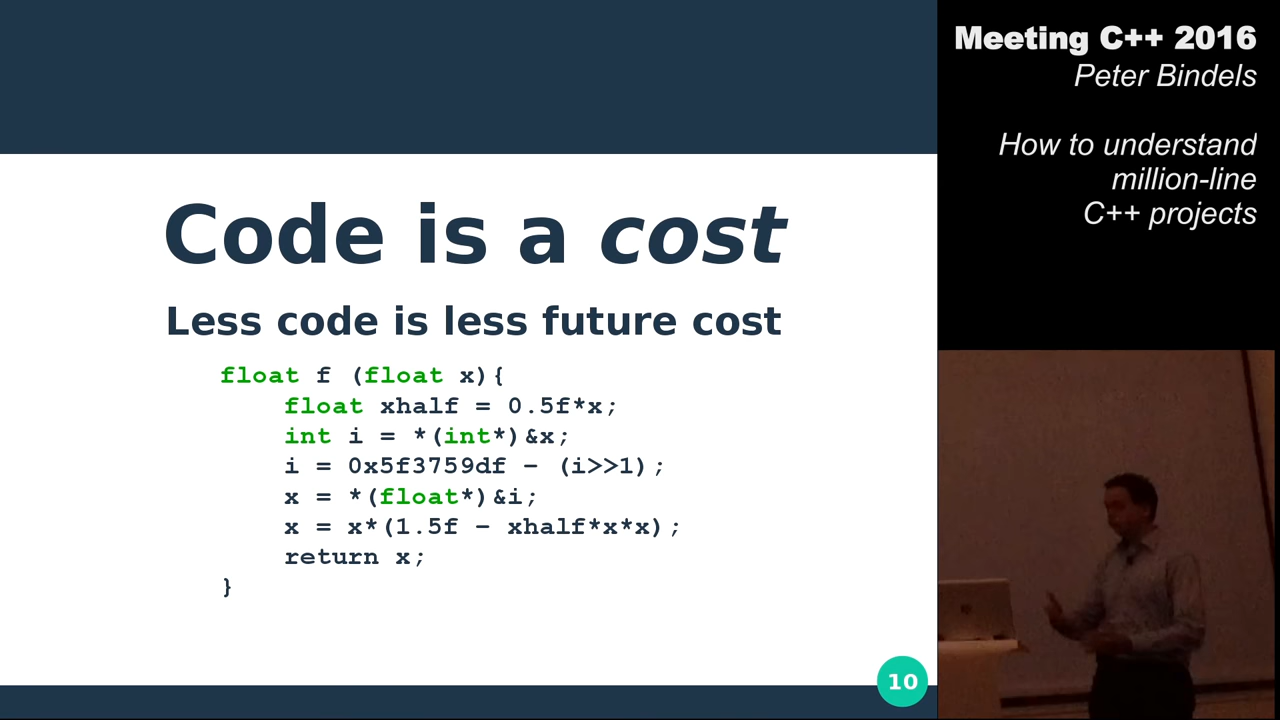 Code is a cost
Less code is less future cost
float f (float x){
    float xhalf = 0.5f*x;
    int i = *(int*)&x;
    i = 0x5f3759df - (i>>1);
    x = *(float*)&i;
    x = x*(1.5f - xhalf*x*x);
    return x;
}
10
Meeting C++ 2016
Peter Bindels
How to understand
million-line
C++ projects